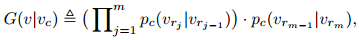 G(v|v_c) ≜ (∏_{j=1}^{m} p_c(v_{r_j}|v_{r_{j−1}})) · p_c(v_{r_{m−1}}|v_{r_m}),